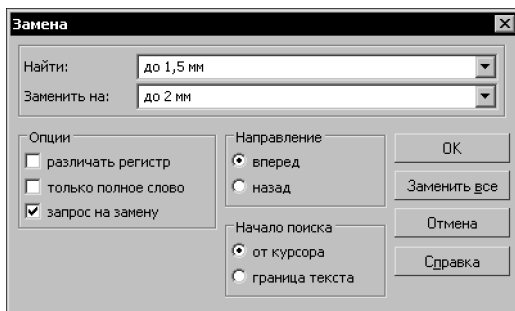 Замена
Найти: до 1,5 мм
Заменить на: до 2 мм
Опции
различать регистр
только полное слово
запрос на замену
Направление
вперед
назад
Начало поиска
от курсора
граница текста
OK
Заменить все
Отмена
Справка